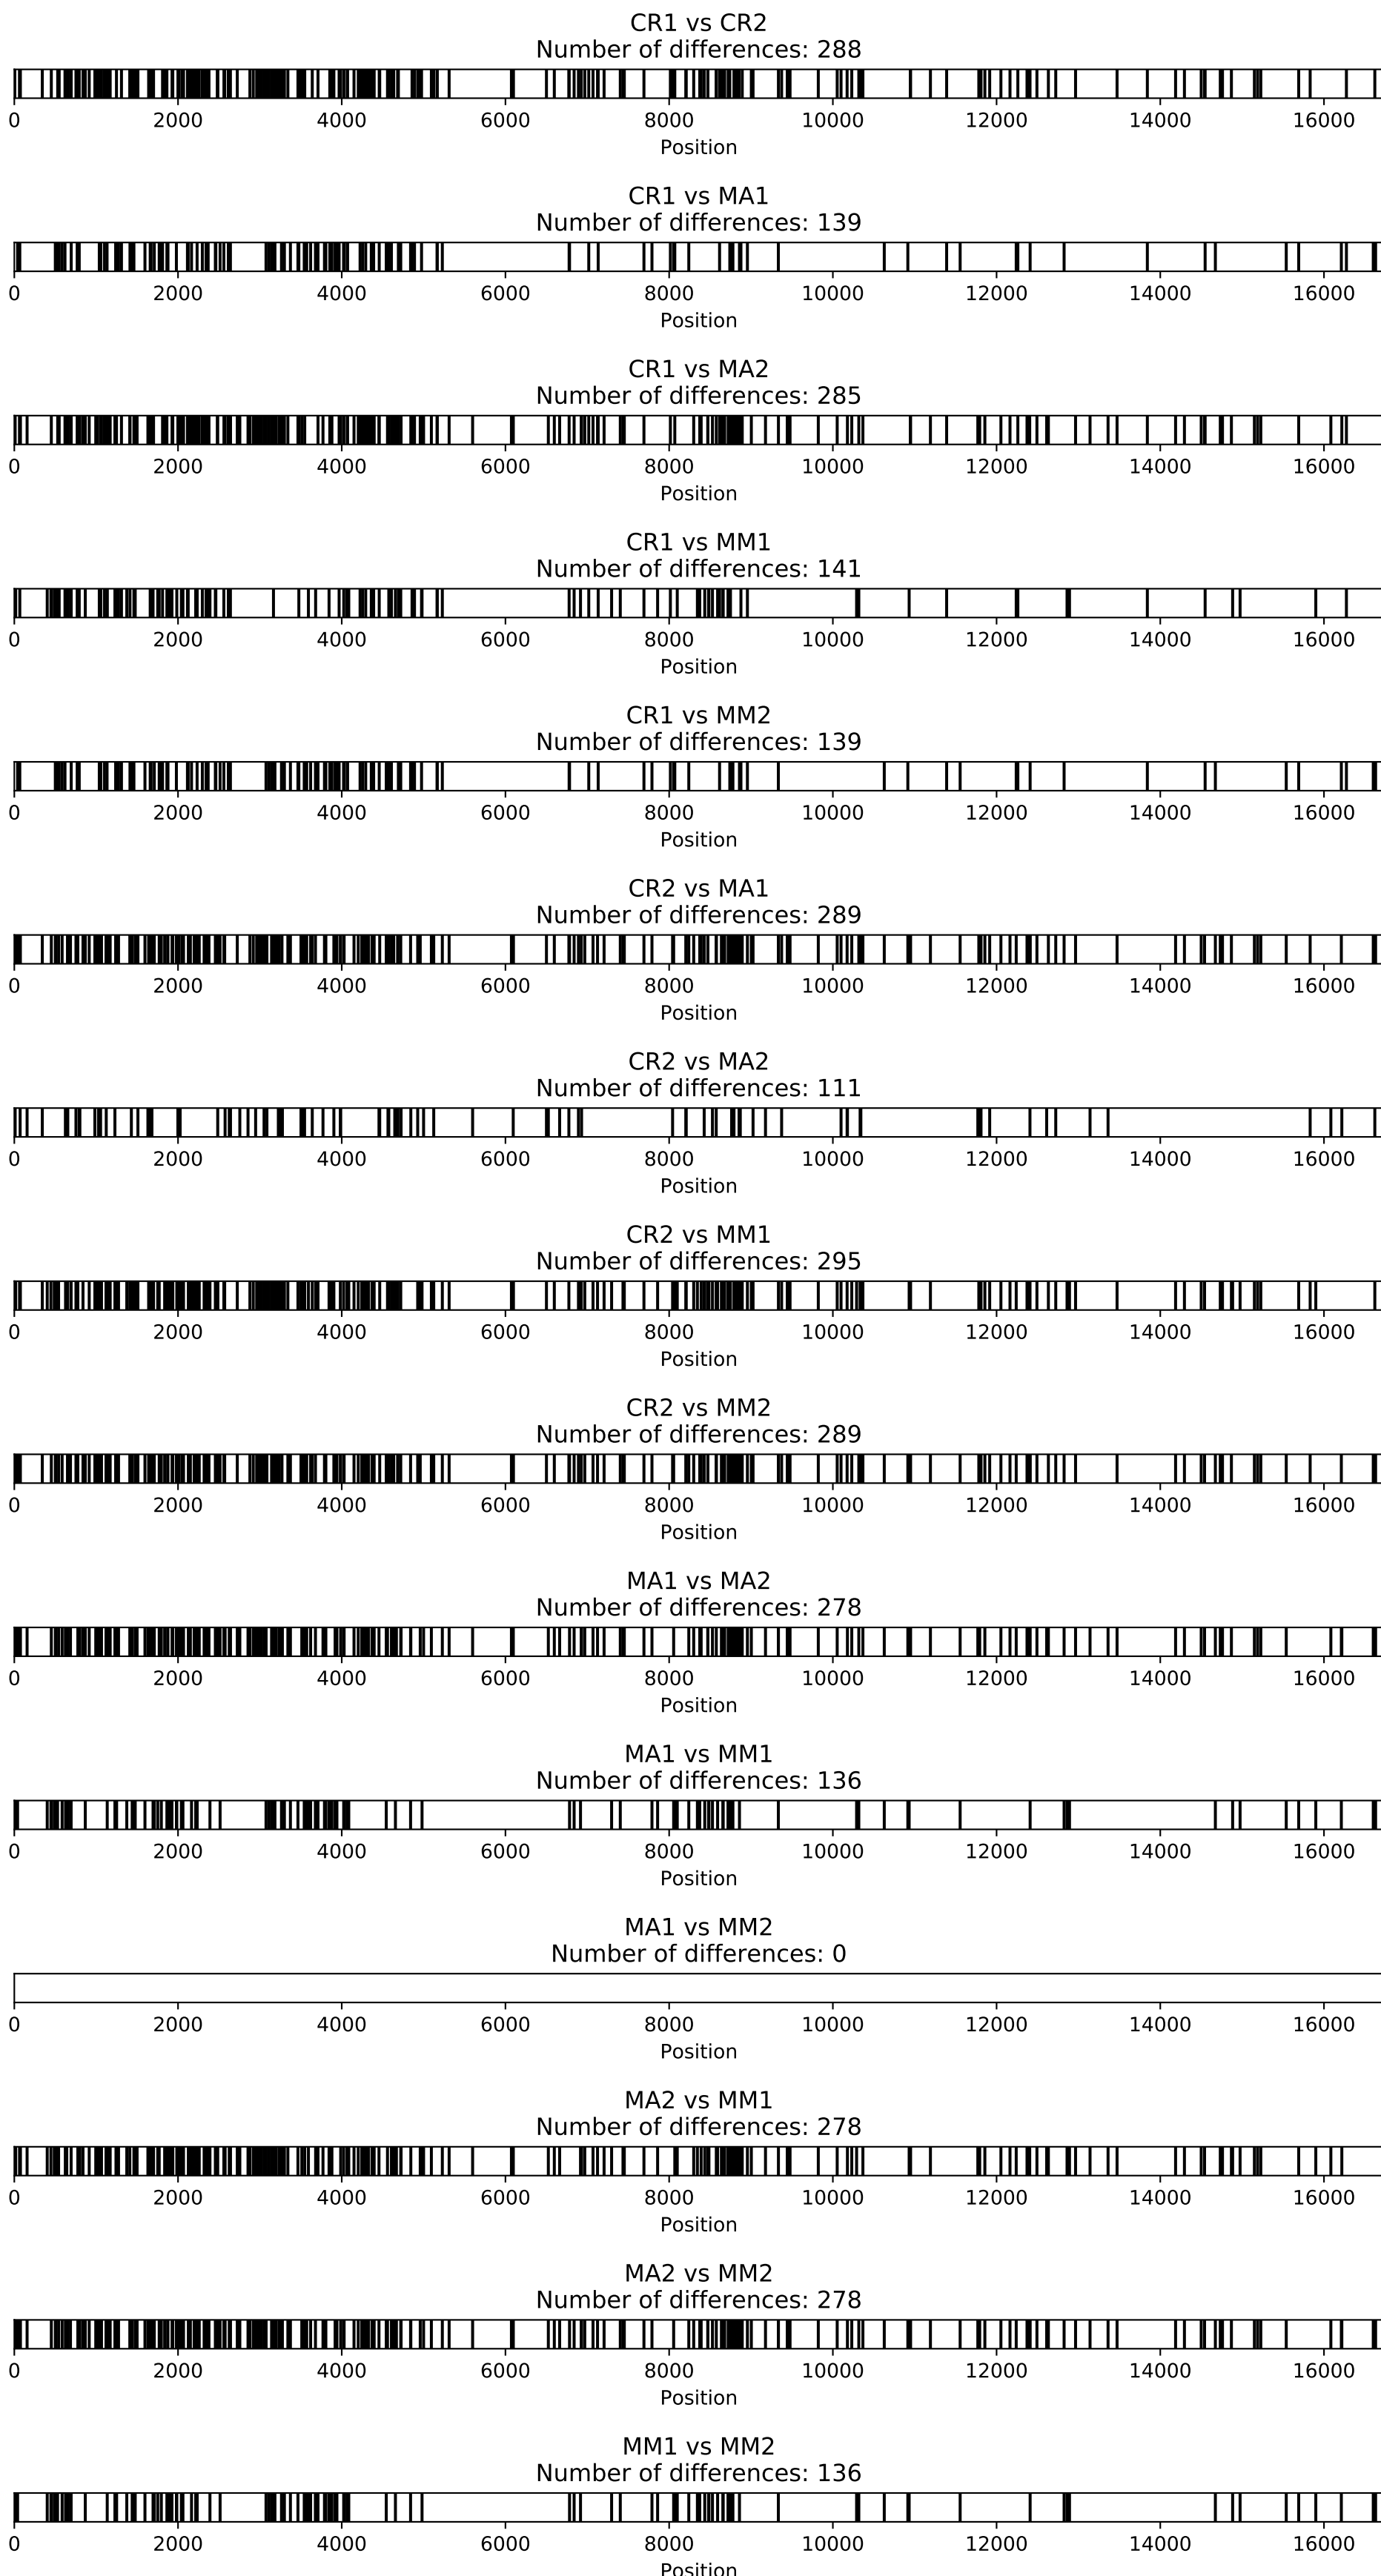 CR1 vs CR2
Number of differences: 288
0 2000 4000 6000 8000 10000 12000 14000 16000
Position
CR1 vs MA1
Number of differences: 139
0 2000 4000 6000 8000 10000 12000 14000 16000
Position
CR1 vs MA2
Number of differences: 285
0 2000 4000 6000 8000 10000 12000 14000 16000
Position
CR1 vs MM1
Number of differences: 141
0 2000 4000 6000 8000 10000 12000 14000 16000
Position
CR1 vs MM2
Number of differences: 139
0 2000 4000 6000 8000 10000 12000 14000 16000
Position
CR2 vs MA1
Number of differences: 289
0 2000 4000 6000 8000 10000 12000 14000 16000
Position
CR2 vs MA2
Number of differences: 111
0 2000 4000 6000 8000 10000 12000 14000 16000
Position
CR2 vs MM1
Number of differences: 295
0 2000 4000 6000 8000 10000 12000 14000 16000
Position
CR2 vs MM2
Number of differences: 289
0 2000 4000 6000 8000 10000 12000 14000 16000
Position
MA1 vs MA2
Number of differences: 278
0 2000 4000 6000 8000 10000 12000 14000 16000
Position
MA1 vs MM1
Number of differences: 136
0 2000 4000 6000 8000 10000 12000 14000 16000
Position
MA1 vs MM2
Number of differences: 0
0 2000 4000 6000 8000 10000 12000 14000 16000
Position
MA2 vs MM1
Number of differences: 278
0 2000 4000 6000 8000 10000 12000 14000 16000
Position
MA2 vs MM2
Number of differences: 278
0 2000 4000 6000 8000 10000 12000 14000 16000
Position
MM1 vs MM2
Number of differences: 136
0 2000 4000 6000 8000 10000 12000 14000 16000
Position